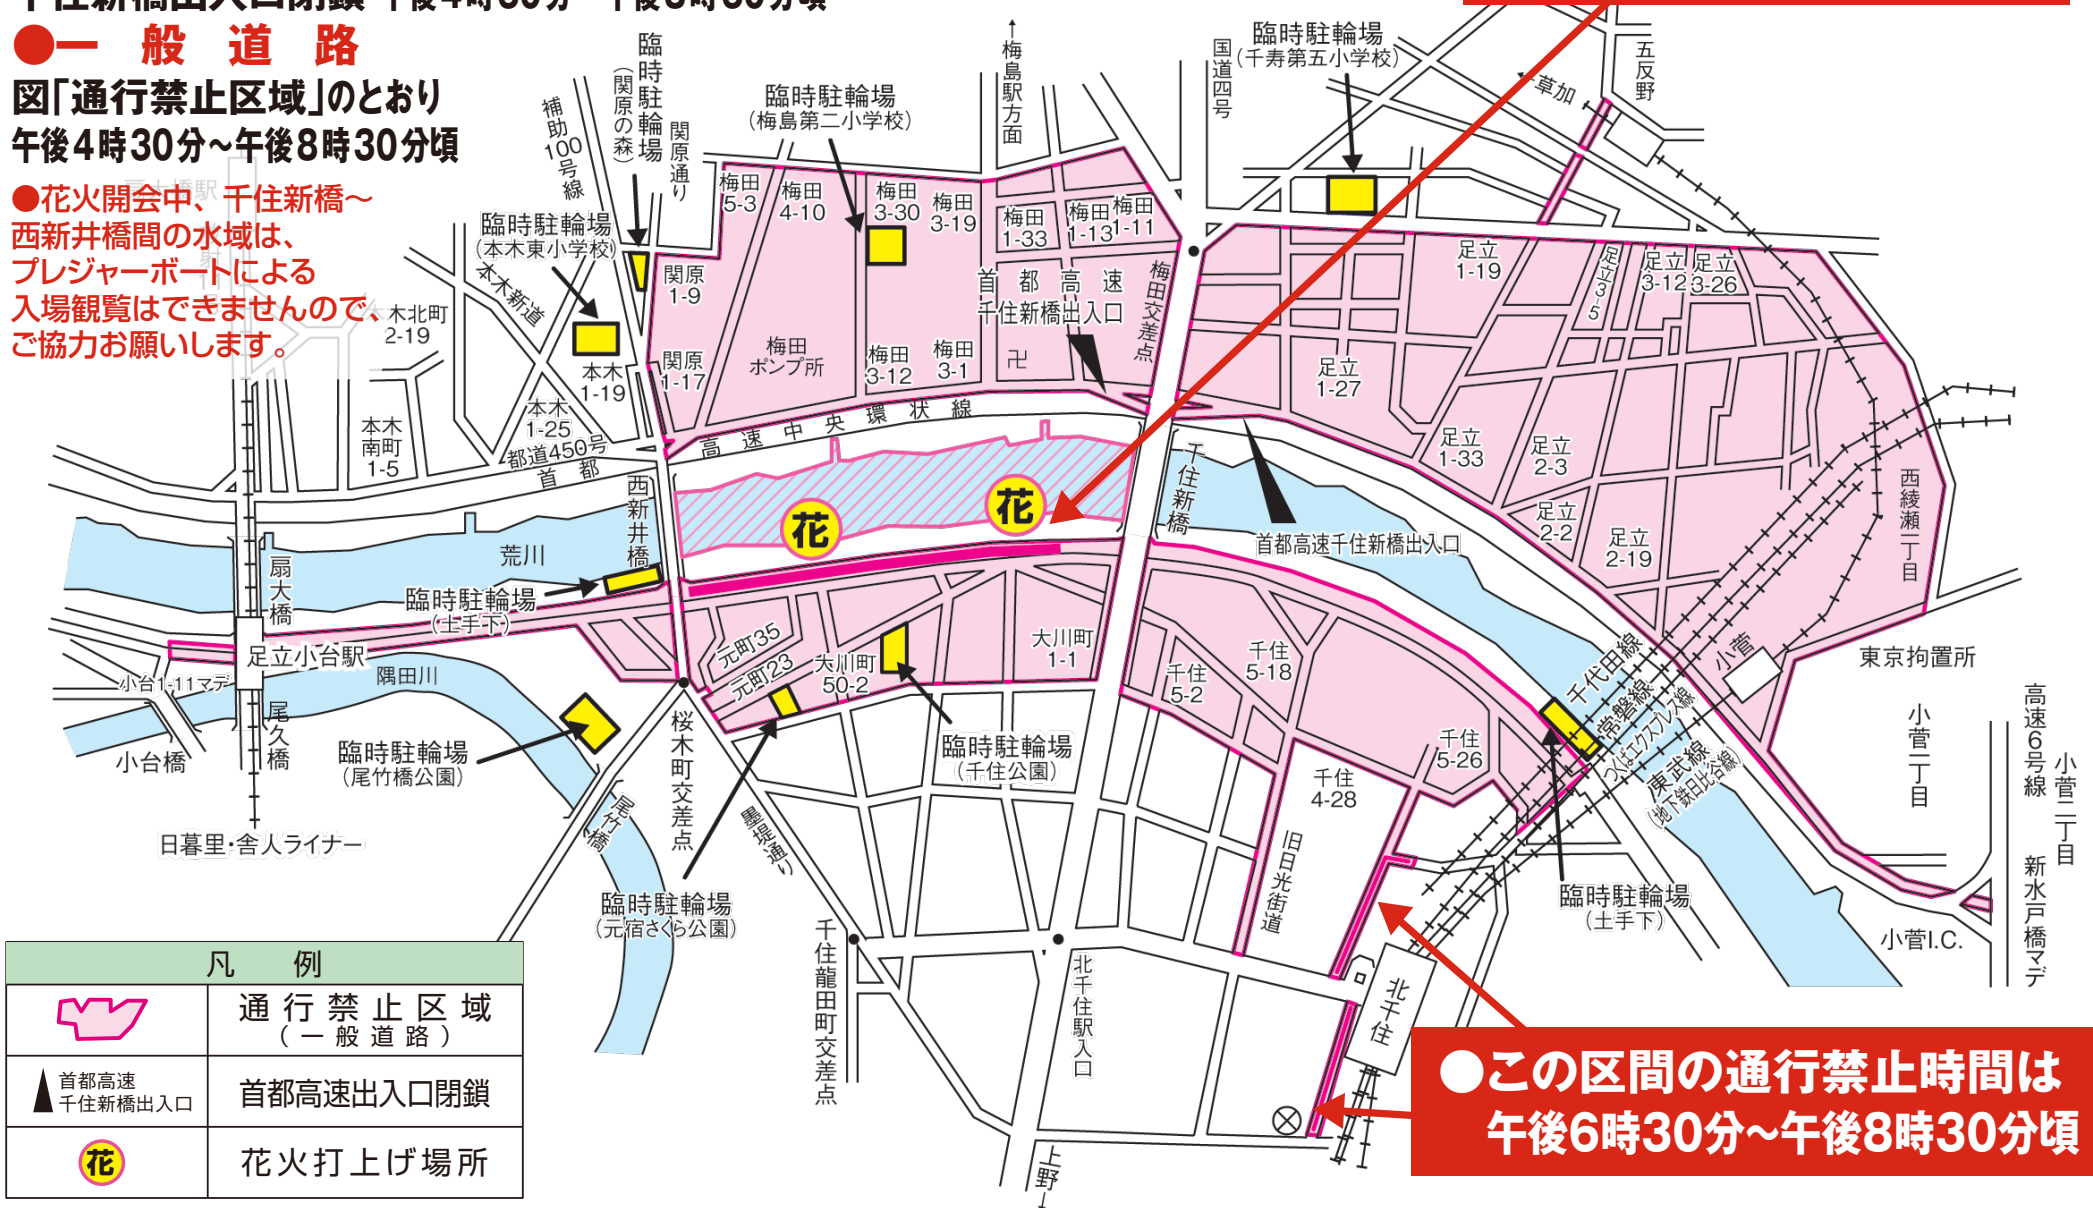 千住新橋出入口閉鎖 午後4時30分～午後8時30分頃
●一般道路
図「通行禁止区域」のとおり
午後4時30分～午後8時30分頃
●花火開会中、千住新橋～
西新井橋間の水域は、
プレジャーボートによる
入場観覧はできませんので、
ご協力お願いします。
補助100号線
臨時駐輪場
(関原の森)
関原通り
臨時駐輪場
(梅島第二小学校)
↑梅島駅方面
国道四号
臨時駐輪場
(千寿第五小学校)
←草加
五反野
臨時駐輪場
(本木東小学校)
本木新道
本木北町
2-19
本木
南町
1-5
本木
1-25
本木
1-19
都道450号
関原
1-9
関原
1-17
梅田
5-3
梅田
4-10
梅田
3-30
梅田
3-19
梅田
1-33
梅田
1-13
梅田
1-11
梅田
ポンプ所
梅田
3-12
梅田
3-1
卍
首都高速
千住新橋出入口
梅田交差点
足立
1-19
足立3-5
足立
3-12
足立
3-26
足立
1-27
足立
1-33
足立
2-3
足立
2-2
足立
2-19
西綾瀬一丁目
首都高速中央環状線
西新井橋
千住新橋
花
花
首都高速千住新橋出入口
荒川
扇大橋
臨時駐輪場
(土手下)
足立小台駅
小台1-11マデ
隅田川
小台橋
尾久橋
日暮里・舎人ライナー
臨時駐輪場
(尾竹橋公園)
尾竹橋
桜木町交差点
元町35
元町23
大川町
50-2
大川町
1-1
臨時駐輪場
(千住公園)
墨堤通り
臨時駐輪場
(元宿さくら公園)
千住
5-2
千住
5-18
千住
5-26
千住
4-28
旧日光街道
千代田線
常磐線
つくばエクスプレス線
東武線
(地下鉄日比谷線)
小菅
東京拘置所
小菅二丁目
高速6号線 新水戸橋マデ
小菅二丁目
小菅I.C.
臨時駐輪場
(土手下)
千住龍田町交差点
北千住駅入口
北千住
上野→
凡例
通行禁止区域
(一般道路)
首都高速
千住新橋出入口
首都高速出入口閉鎖
花
花火打上げ場所
●この区間の通行禁止時間は
午後6時30分～午後8時30分頃